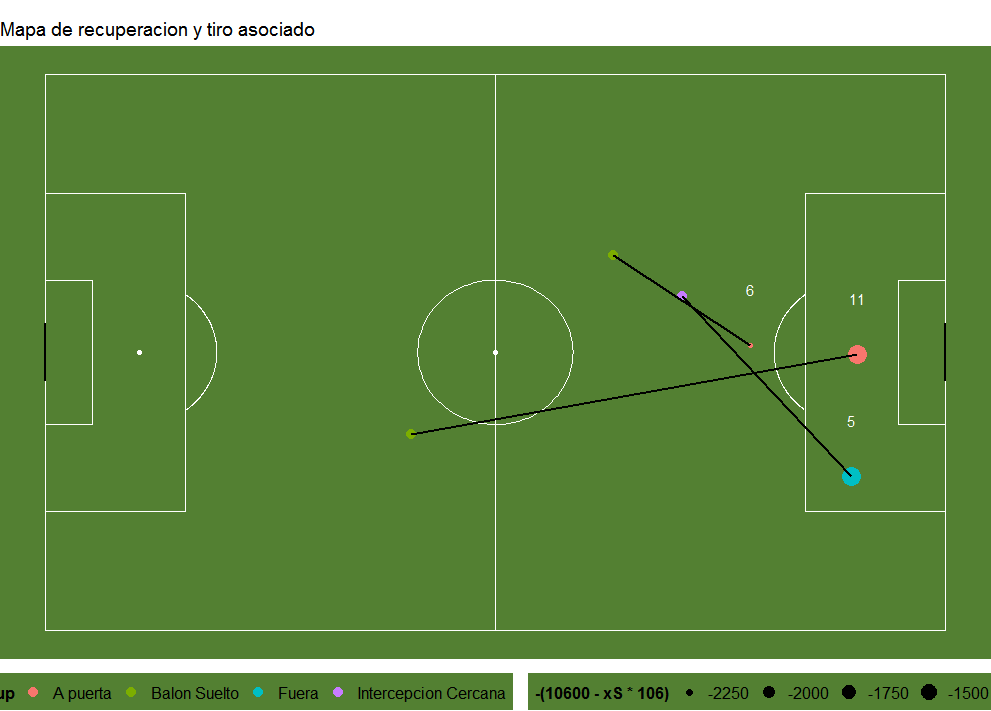 Mapa de recuperacion y tiro asociado
6
11
5
up A puerta Balon Suelto Fuera Intercepcion Cercana -(10600 - xS * 106) -2250 -2000 -1750 -1500